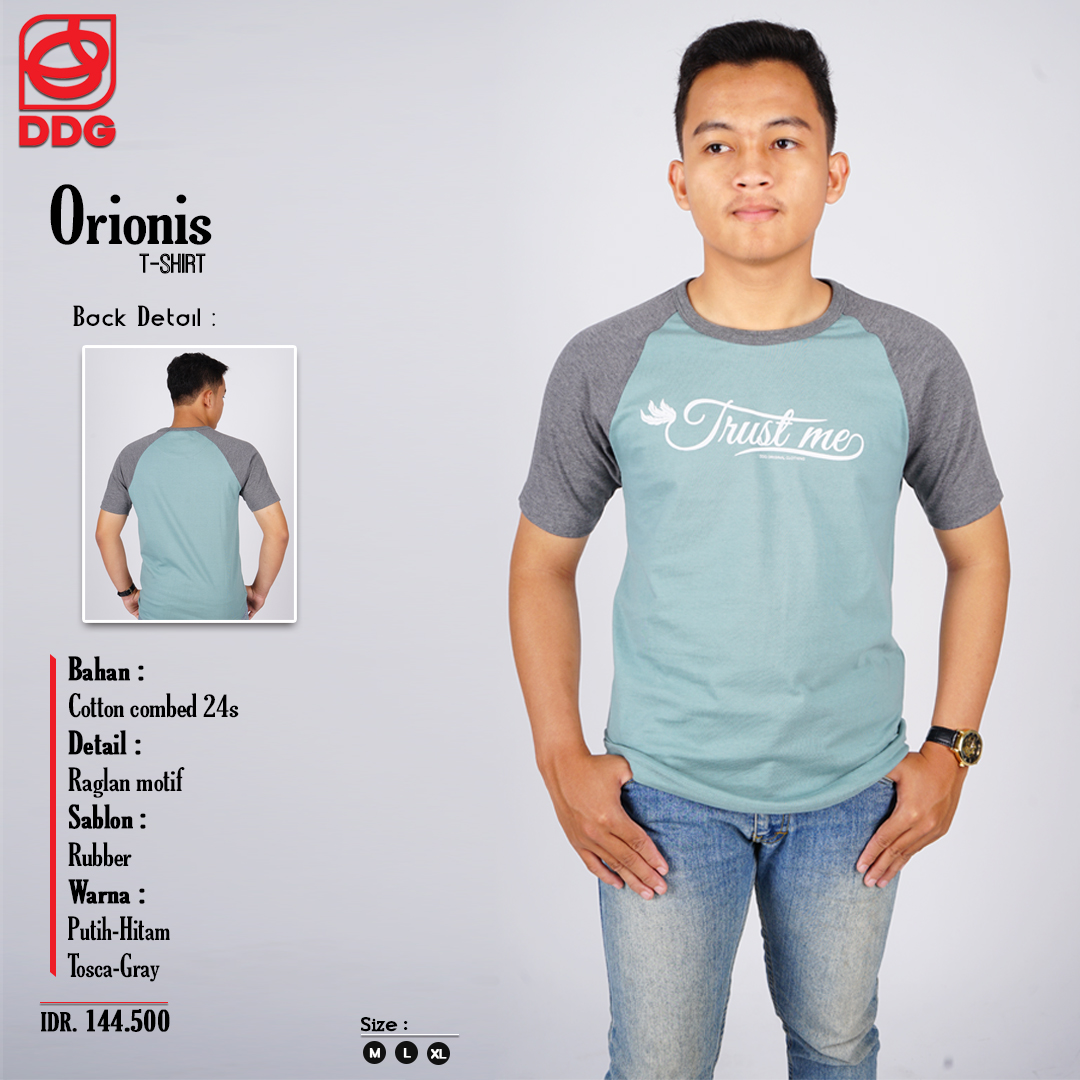 DDG
Orionis
T-SHIRT
Back Detail :
Trust me
Bahan :
Cotton combed 24s
Detail :
Raglan motif
Sablon :
Rubber
Warna :
Putih-Hitam
Tosca-Gray
IDR. 144.500
Size :
M L XL